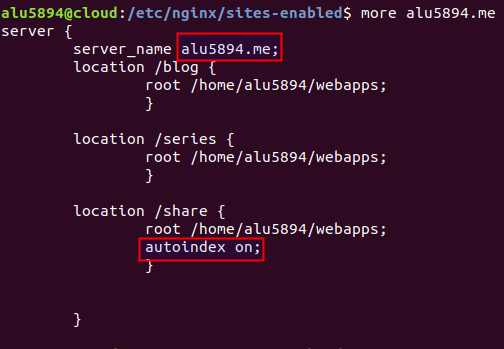 alu5894@cloud:/etc/nginx/sites-enabled$ more alu5894.me
server {
server_name alu5894.me;
location /blog {
root /home/alu5894/webapps;
}
location /series {
root /home/alu5894/webapps;
}
location /share {
root /home/alu5894/webapps;
autoindex on;
}
}